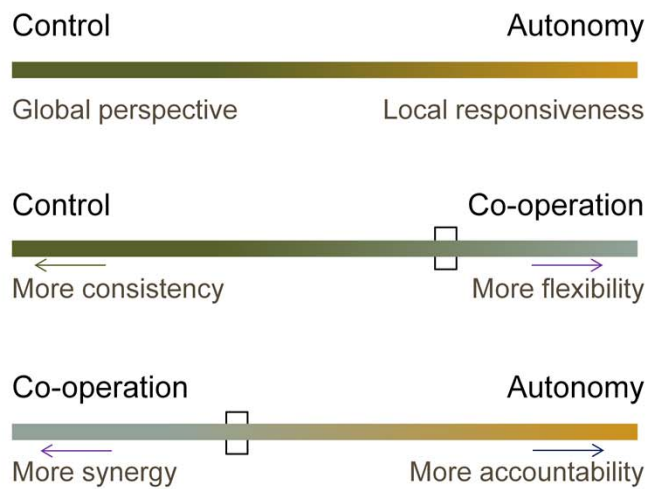 Control Autonomy
Global perspective Local responsiveness
Control Co-operation
More consistency More flexibility
Co-operation Autonomy
More synergy More accountability